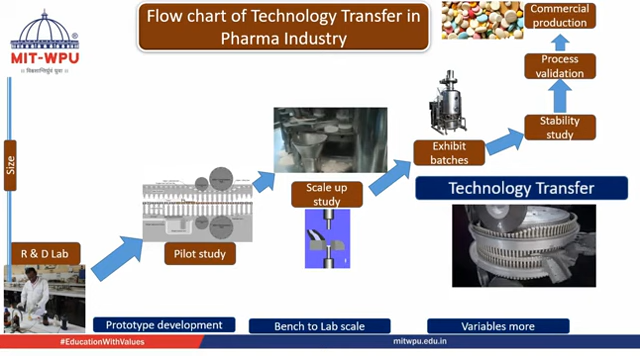 Flow chart of Technology Transfer in
Pharma Industry
MIT-WPU
Commercial
production
Process
validation
Stability
study
Exhibit
batches
Technology Transfer
Scale up
study
Size
R & D Lab
Pilot study
Prototype development
Bench to Lab scale
Variables more
#EducationWithValues
mitwpu.edu.in